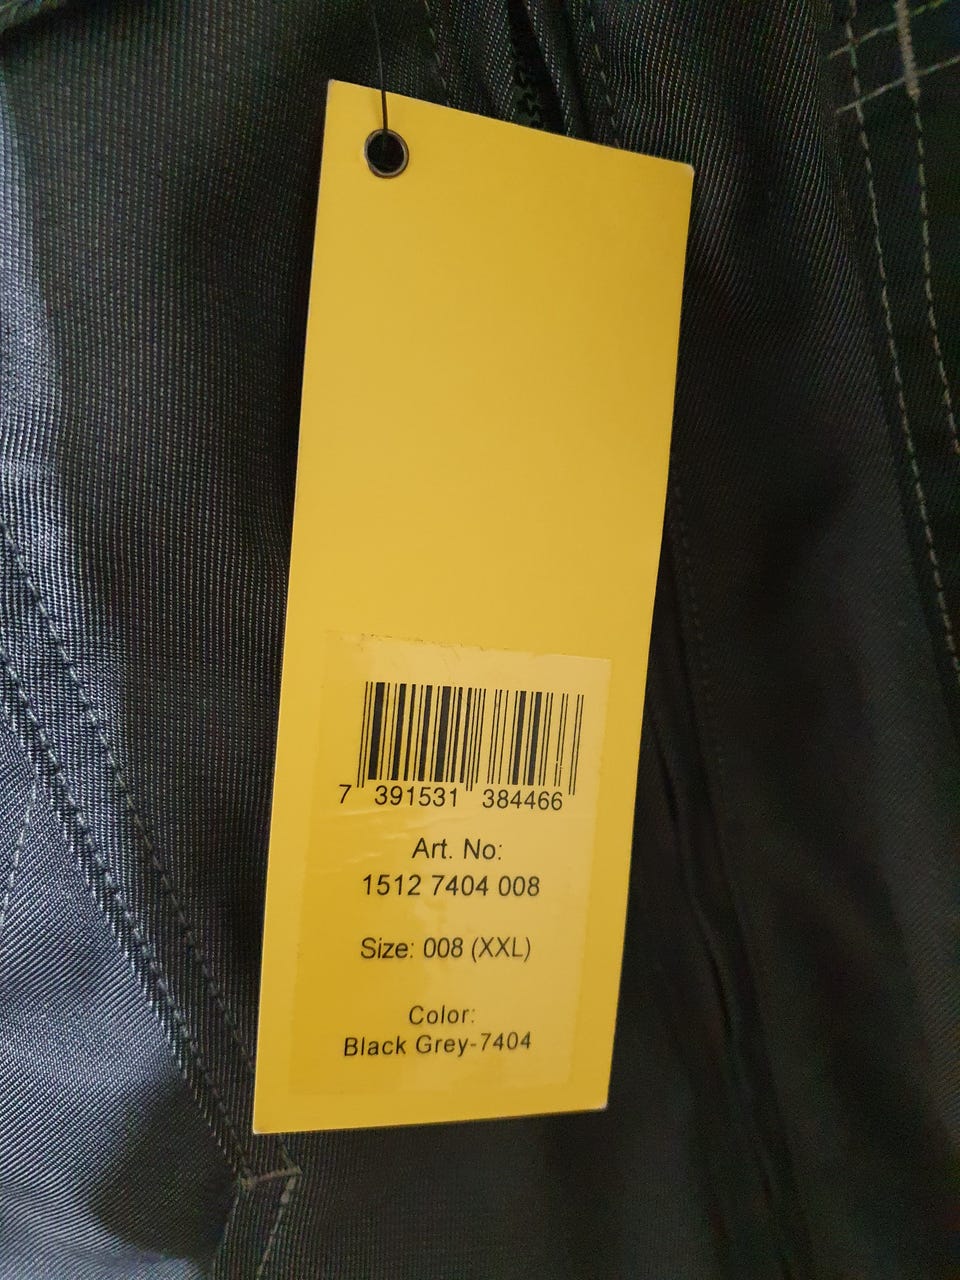 7 391531 384466
Art. No:
1512 7404 008
Size: 008 (XXL)
Color:
Black Grey-7404